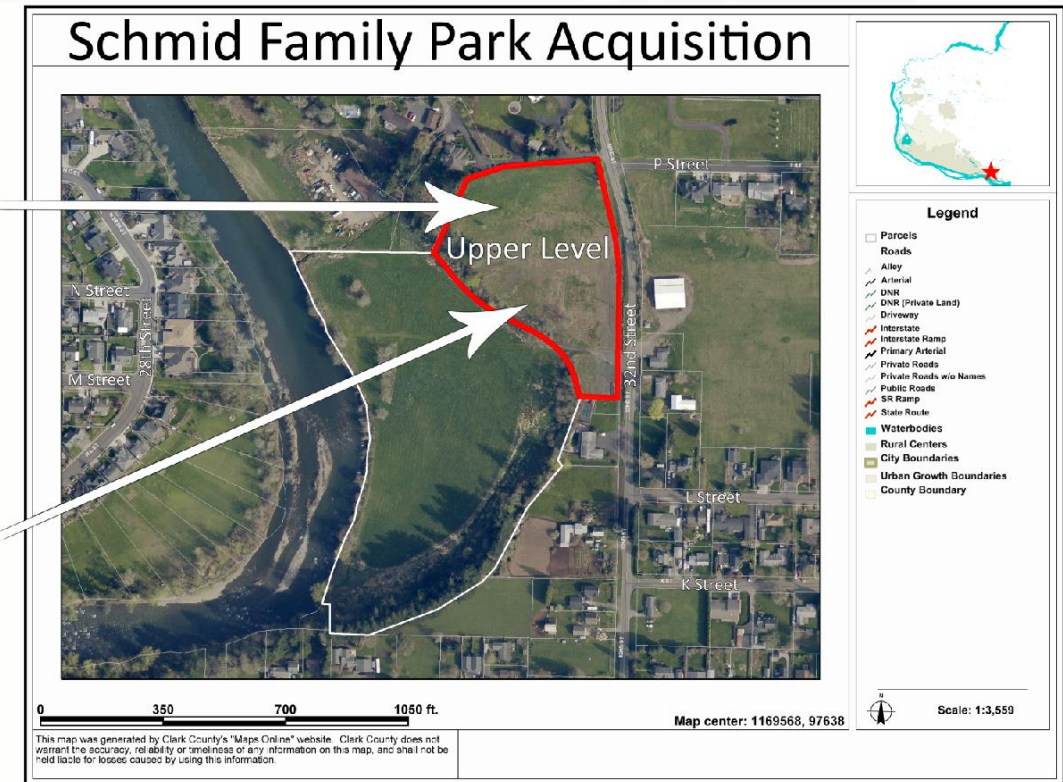 Schmid Family Park Acquisition
P Street
Upper Level
N Street
28th Street
32nd Street
M Street
L Street
K Street
0 350 700 1050 ft.
Map center: 1169568, 97638
This map was generated by Clark County's "Maps Online" website. Clark County does not
warrant the accuracy, reliability or timeliness of any information on this map, and shall not be
held liable for losses caused by using this information.
Legend
Parcels
Roads
Alley
Arterial
DNR
DNR (Private Land)
Driveway
Interstate
Interstate Ramp
Primary Arterial
Private Roads
Private Roads w/o Names
Public Roads
SR Ramp
State Route
Waterbodies
Rural Centers
City Boundaries
Urban Growth Boundaries
County Boundary
N
Scale: 1:3,559